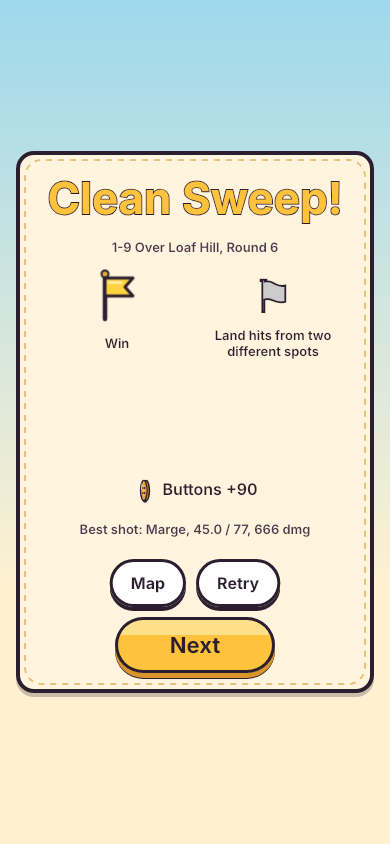 Clean Sweep!
1-9 Over Loaf Hill, Round 6
Win
Land hits from two
different spots
Buttons +90
Best shot: Marge, 45.0 / 77, 666 dmg
Map
Retry
Next